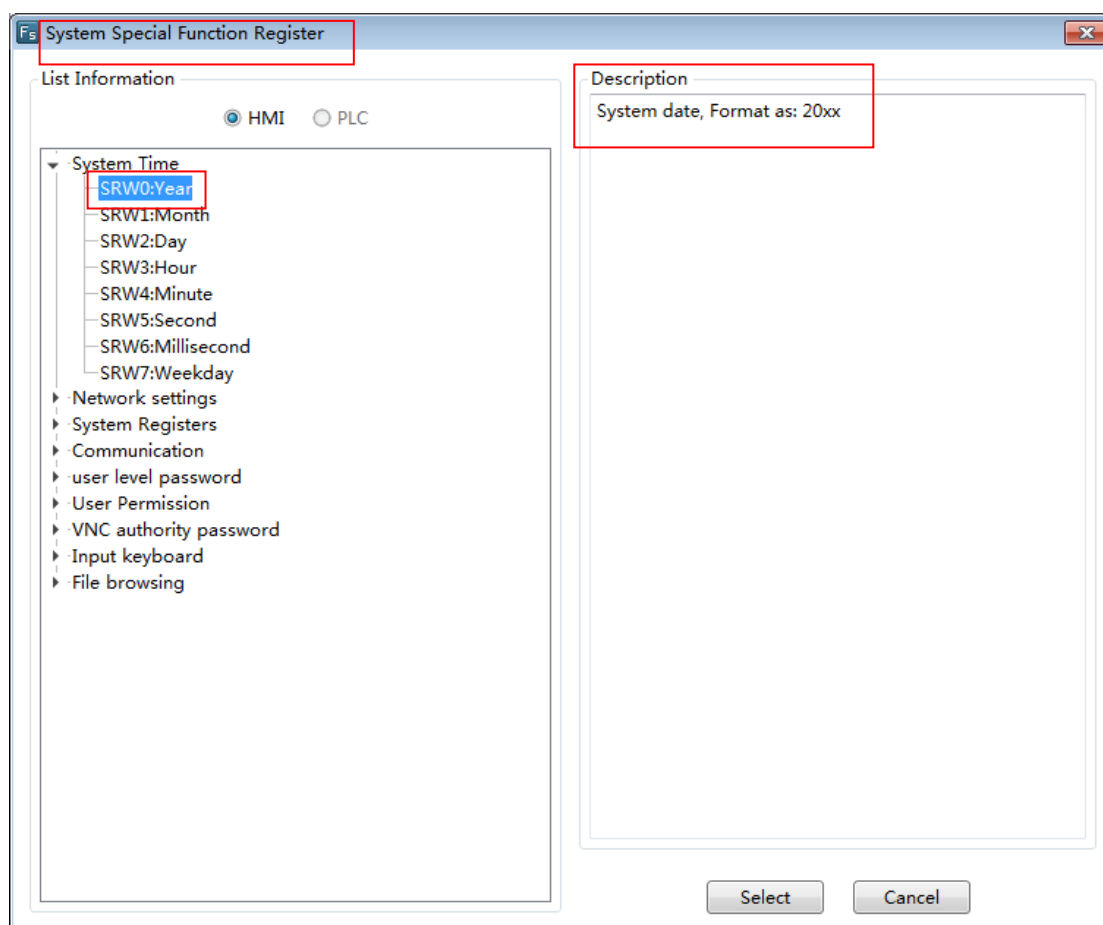 Fs System Special Function Register
List Information
HMI PLC
System Time
SRW0:Year
SRW1:Month
SRW2:Day
SRW3:Hour
SRW4:Minute
SRW5:Second
SRW6:Millisecond
SRW7:Weekday
Network settings
System Registers
Communication
user level password
User Permission
VNC authority password
Input keyboard
File browsing
Description
System date, Format as: 20xx
Select Cancel